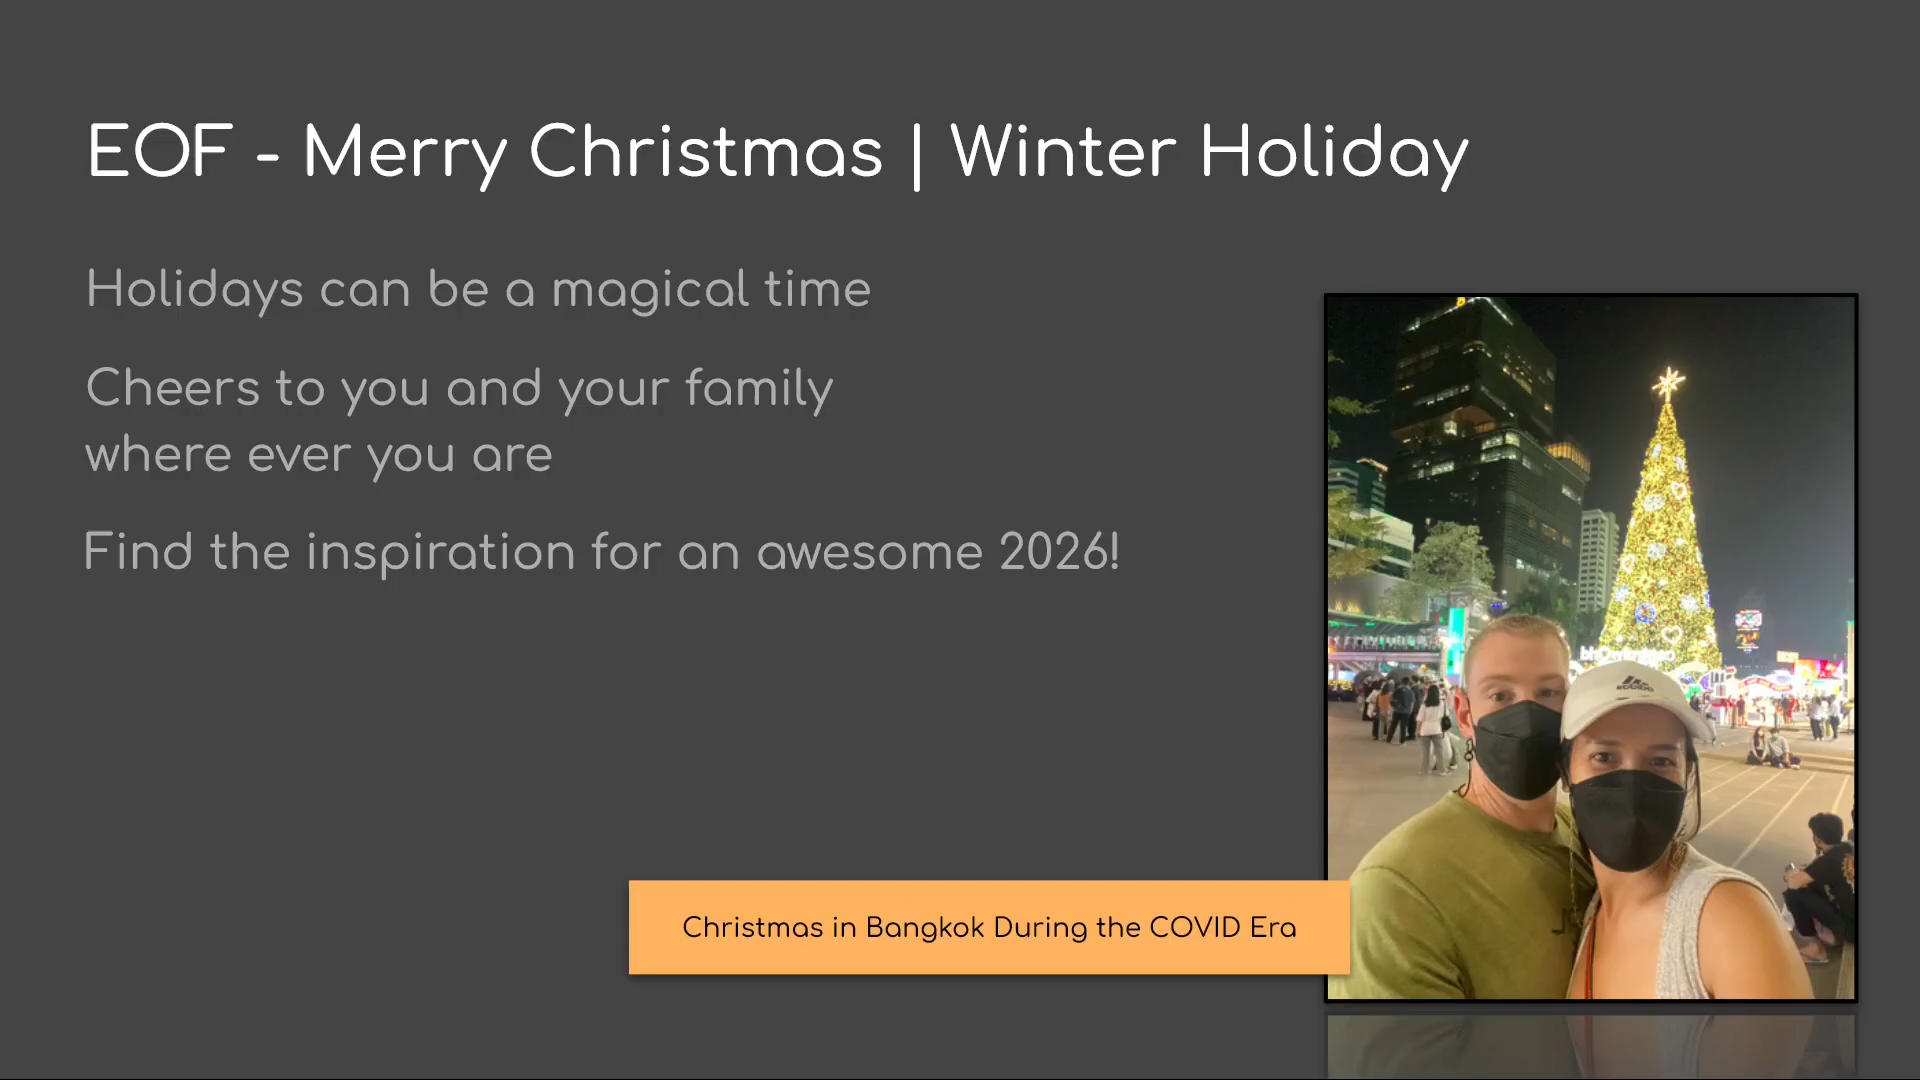 EOF - Merry Christmas | Winter Holiday
Holidays can be a magical time
Cheers to you and your family
where ever you are
Find the inspiration for an awesome 2026!
Christmas in Bangkok During the COVID Era